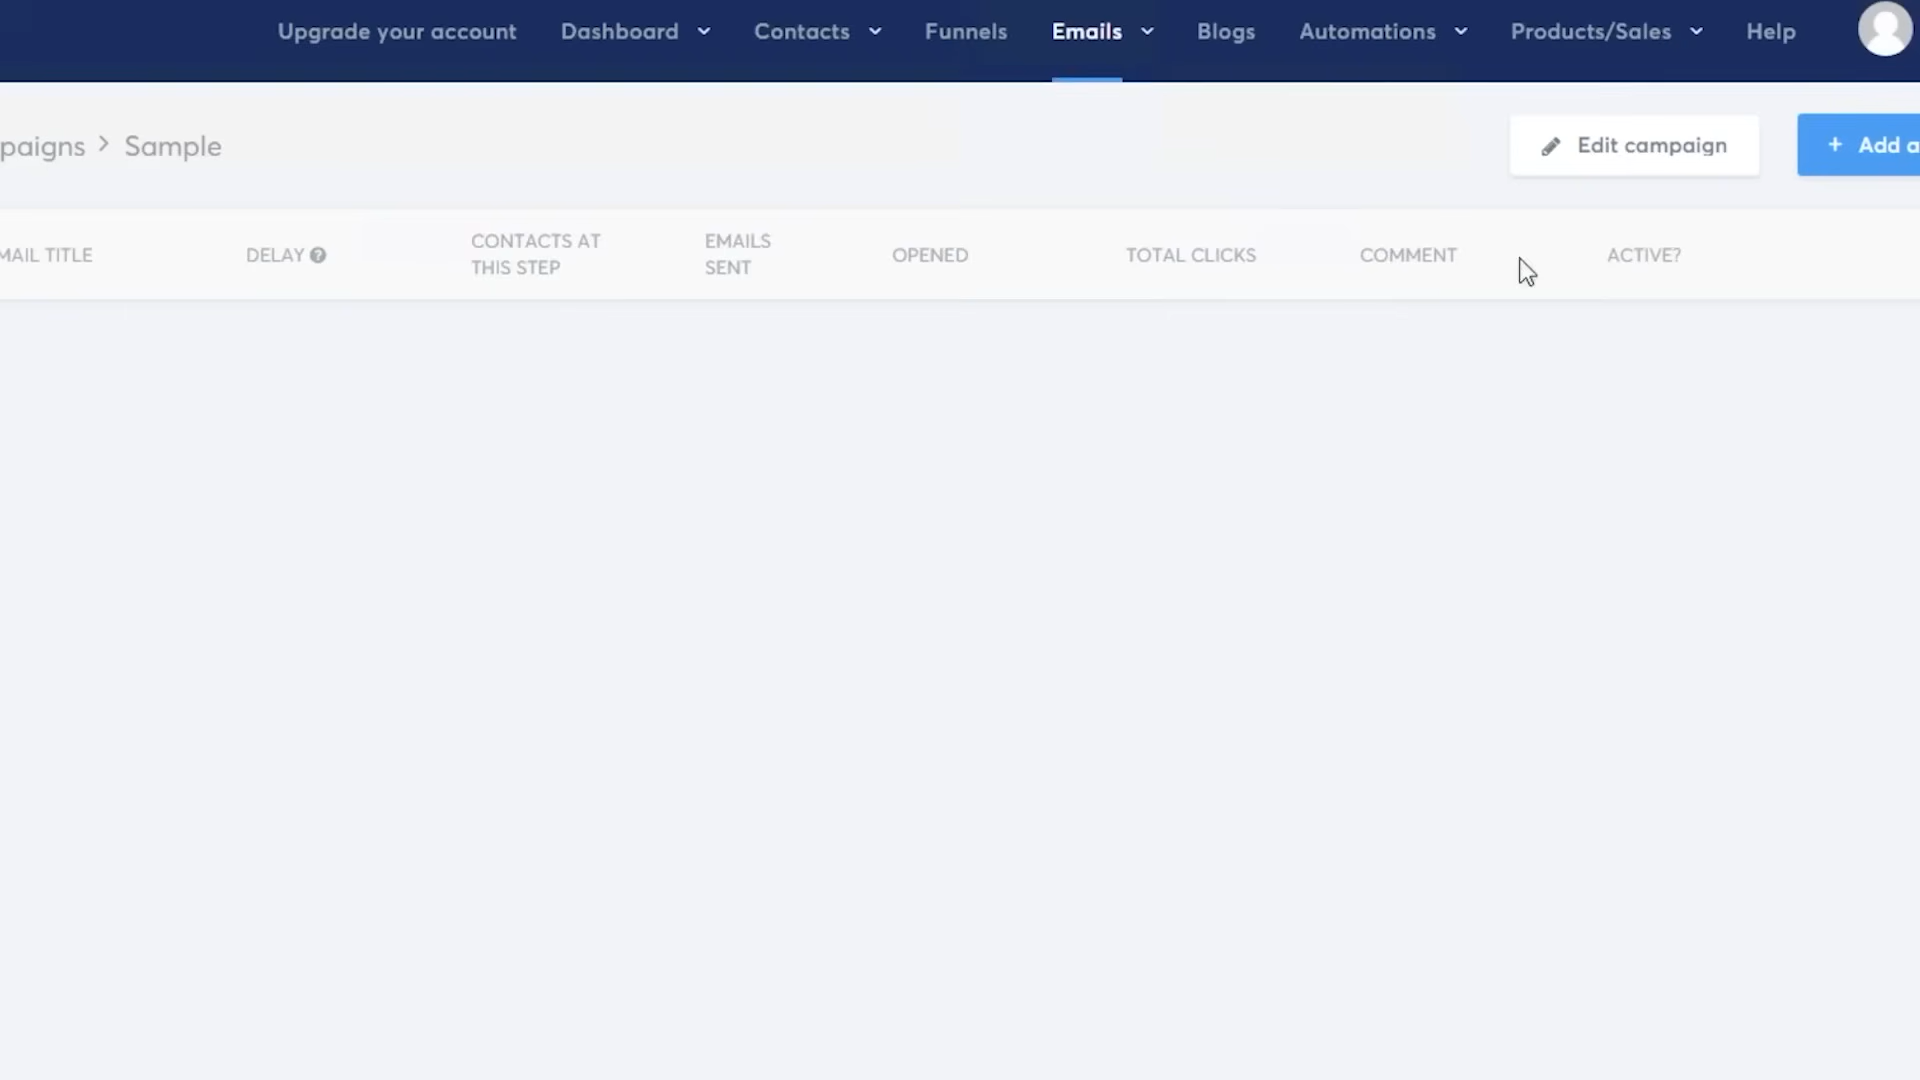 Upgrade your account Dashboard Contacts Funnels Emails Blogs Automations Products/Sales Help
paigns > Sample
Edit campaign
+ Add a
MAIL TITLE DELAY CONTACTS AT THIS STEP EMAILS SENT OPENED TOTAL CLICKS COMMENT ACTIVE?